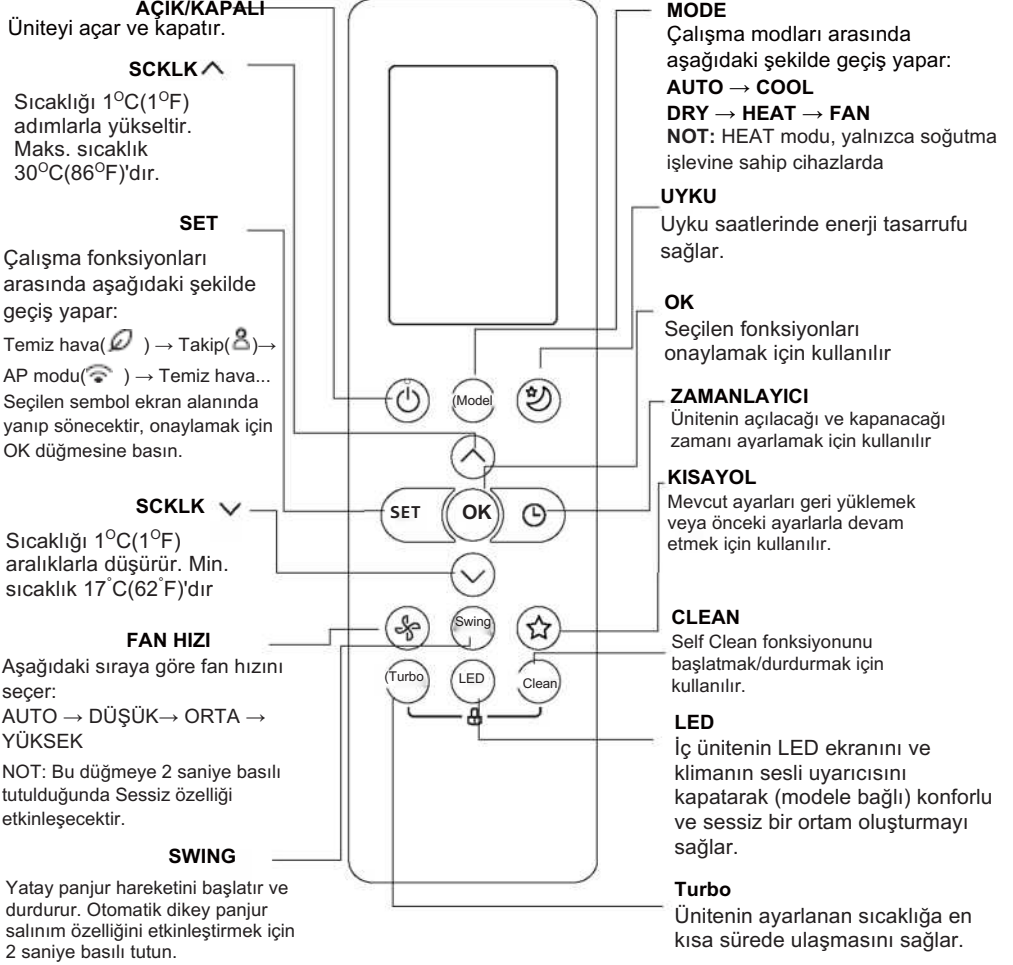 AÇIK/KAPALI
Üniteyi açar ve kapatır.
SCKLK
Sıcaklığı 1°C(1°F)
adımlarla yükseltir.
Maks. sıcaklık
30°C(86°F)'dır.
SET
Çalışma fonksiyonları
arasında aşağıdaki şekilde
geçiş yapar:
Temiz hava( ) → Takip( )→
AP modu( ) → Temiz hava...
Seçilen sembol ekran alanında
yanıp sönecektir, onaylamak için
OK düğmesine basın.
SCKLK
Sıcaklığı 1°C(1°F)
aralıklarla düşürür. Min.
sıcaklık 17°C(62°F)'dır
FAN HIZI
Aşağıdaki sıraya göre fan hızını
seçer:
AUTO → DÜŞÜK→ ORTA →
YÜKSEK
NOT: Bu düğmeye 2 saniye basılı
tutulduğunda Sessiz özelliği
etkinleşecektir.
SWING
Yatay panjur hareketini başlatır ve
durdurur. Otomatik dikey panjur
salınım özelliğini etkinleştirmek için
2 saniye basılı tutun.
Model
SET
OK
Swing
Turbo
LED
Clean
MODE
Çalışma modları arasında
aşağıdaki şekilde geçiş yapar:
AUTO → COOL
DRY → HEAT → FAN
NOT: HEAT modu, yalnızca soğutma
işlevine sahip cihazlarda
UYKU
Uyku saatlerinde enerji tasarrufu
sağlar.
OK
Seçilen fonksiyonları
onaylamak için kullanılır
ZAMANLAYICI
Ünitenin açılacağı ve kapanacağı
zamanı ayarlamak için kullanılır
KISAYOL
Mevcut ayarları geri yüklemek
veya önceki ayarlarla devam
etmek için kullanılır.
CLEAN
Self Clean fonksiyonunu
başlatmak/durdurmak için
kullanılır.
LED
İç ünitenin LED ekranını ve
klimanın sesli uyarıcısını
kapatarak (modele bağlı) konforlu
ve sessiz bir ortam oluşturmayı
sağlar.
Turbo
Ünitenin ayarlanan sıcaklığa en
kısa sürede ulaşmasını sağlar.